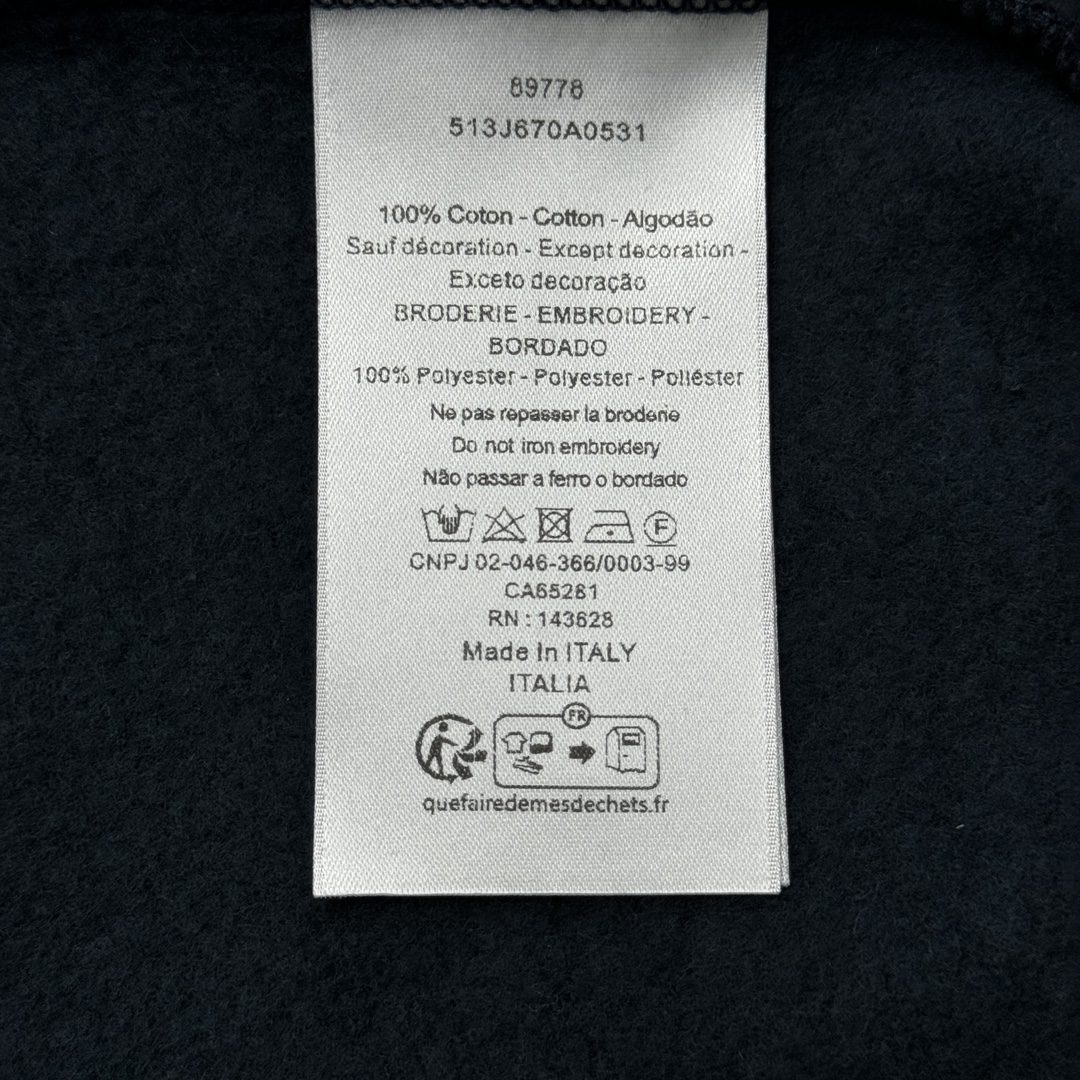 89778
513J670A0531
100% Coton - Cotton - Algodão
Sauf décoration - Except decoration -
Exceto decoração
BRODERIE - EMBROIDERY -
BORDADO
100% Polyester - Polyester - Poliéster
Ne pas repasser la broderie
Do not iron embroidery
Não passar a ferro o bordado
F
CNPJ 02-046-366/0003-99
CA65281
RN : 143628
Made In ITALY
ITALIA
FR
quefairedemesdechets.fr